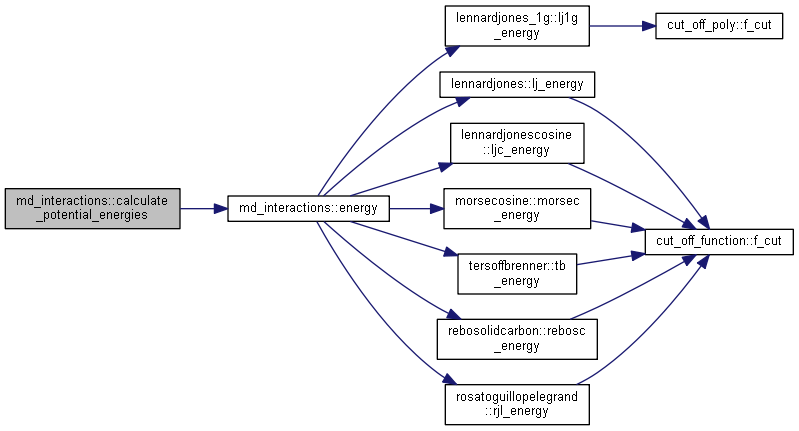 md_interactions::calculate
_potential_energies
md_interactions::energy
lennardjones_1g::lj1g
_energy
cut_off_poly::f_cut
lennardjones::lj_energy
lennardjonescosine
::ljc_energy
morsecosine::morsec
_energy
cut_off_function::f_cut
tersoffbrenner::tb
_energy
rebosolidcarbon::rebosc
_energy
rosatoguillopelegrand
::rjl_energy